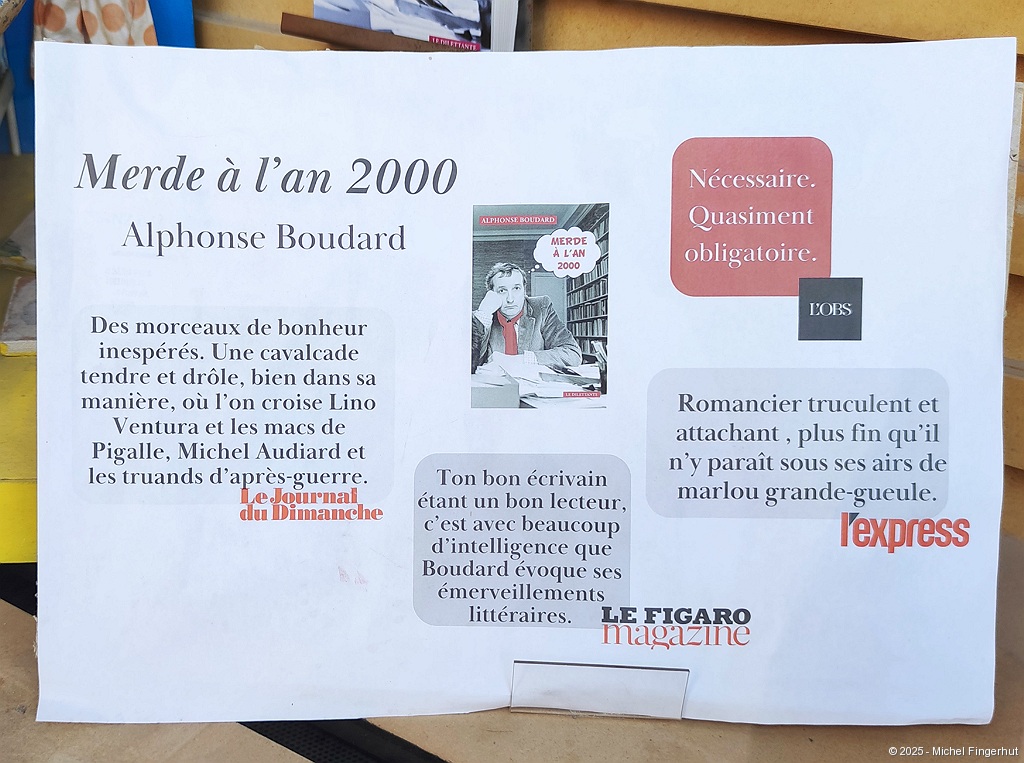 LE DILETTANTE
Merde à l'an 2000
Alphonse Boudard
Des morceaux de bonheur
inespérés. Une cavalcade
tendre et drôle, bien dans sa
manière, où l'on croise Lino
Ventura et les macs de
Pigalle, Michel Audiard et
les truands d'après-guerre.
Le Journal
du Dimanche
ALPHONSE BOUDARD
MERDE
À L'AN
2000
LE DILETTANTE
Ton bon écrivain
étant un bon lecteur,
c'est avec beaucoup
d'intelligence que
Boudard évoque ses
émerveillements
littéraires.
LE FIGARO
magazine
Nécessaire.
Quasiment
obligatoire.
L'OBS
Romancier truculent et
attachant , plus fin qu'il
n'y paraît sous ses airs de
marlou grande-gueule.
l'express
© 2025 - Michel Fingerhut